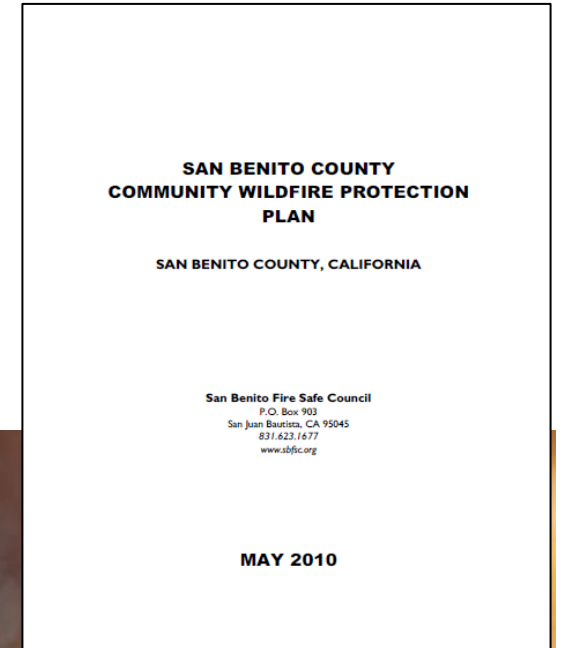 SAN BENITO COUNTY
COMMUNITY WILDFIRE PROTECTION
PLAN
SAN BENITO COUNTY, CALIFORNIA
San Benito Fire Safe Council
P.O. Box 903
San Juan Bautista, CA 95045
831.623.1677
www.sbfsc.org
MAY 2010